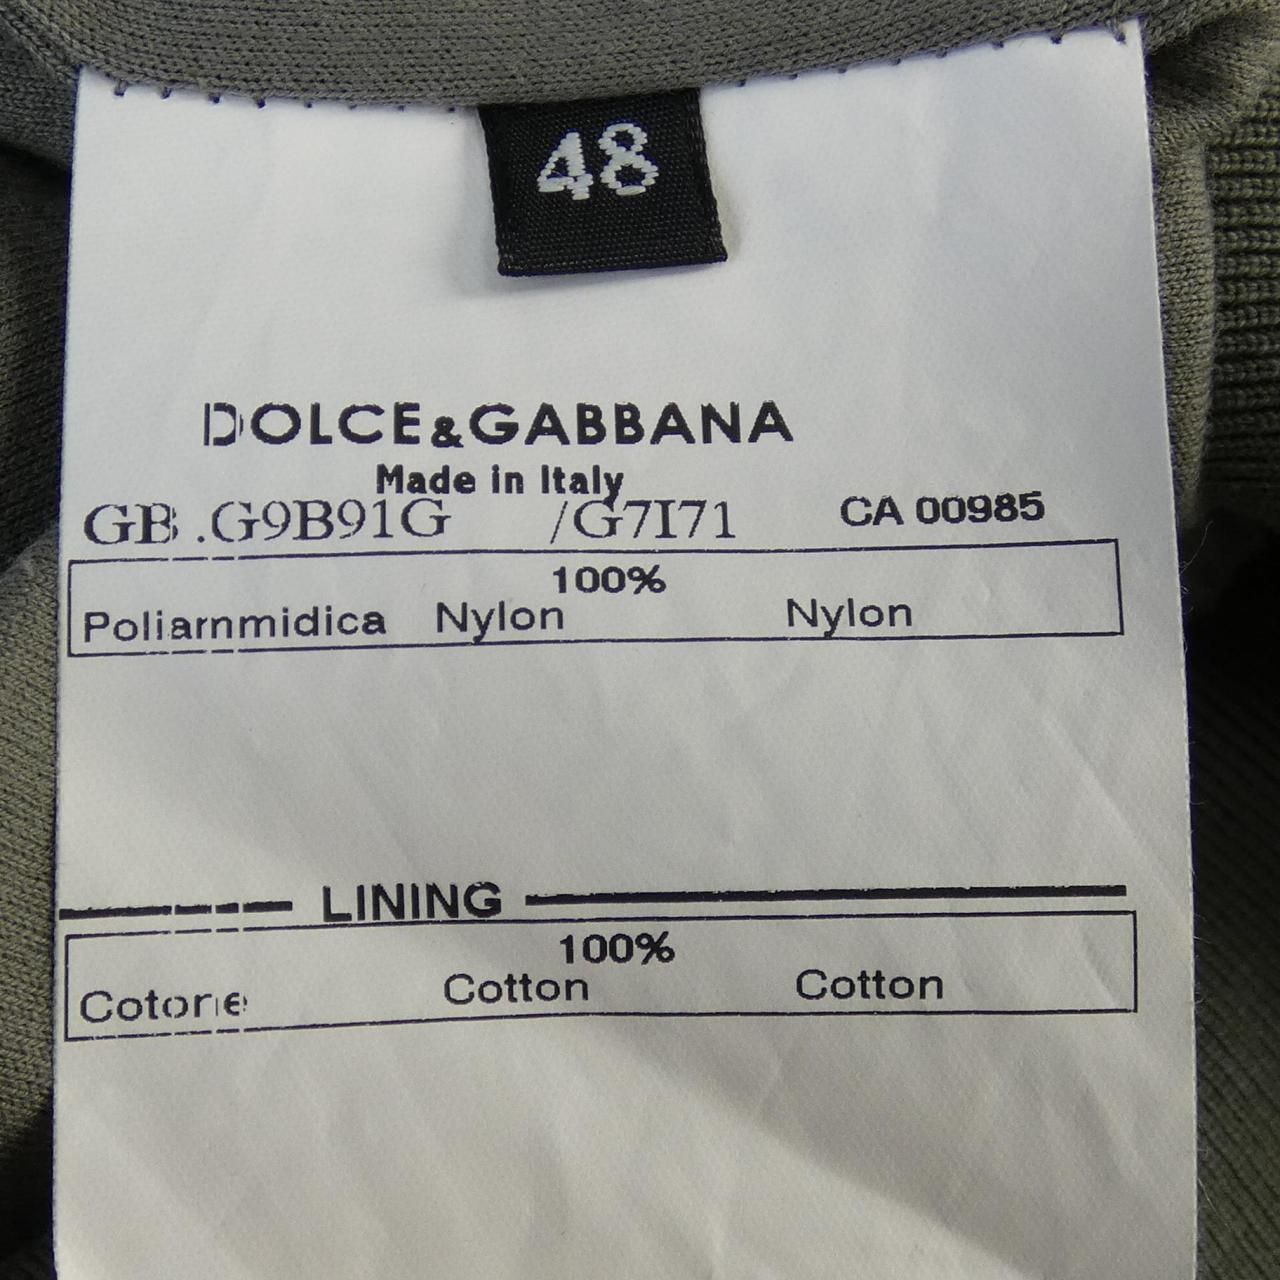 48
DOLCE&GABBANA
Made in Italy
GB .G9B91G /G7I71 CA 00985
100%
Poliarnmidica Nylon Nylon
LINING
100%
Cotone Cotton Cotton